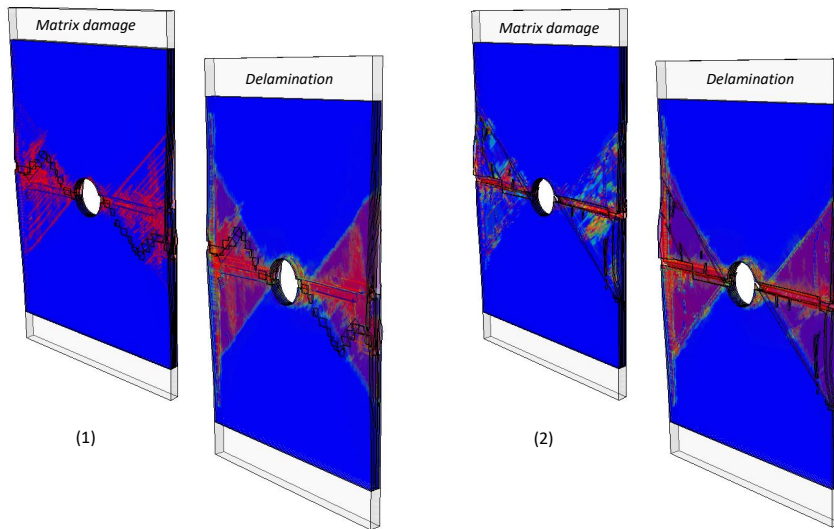 Matrix damage
Delamination
(1)
Matrix damage
Delamination
(2)